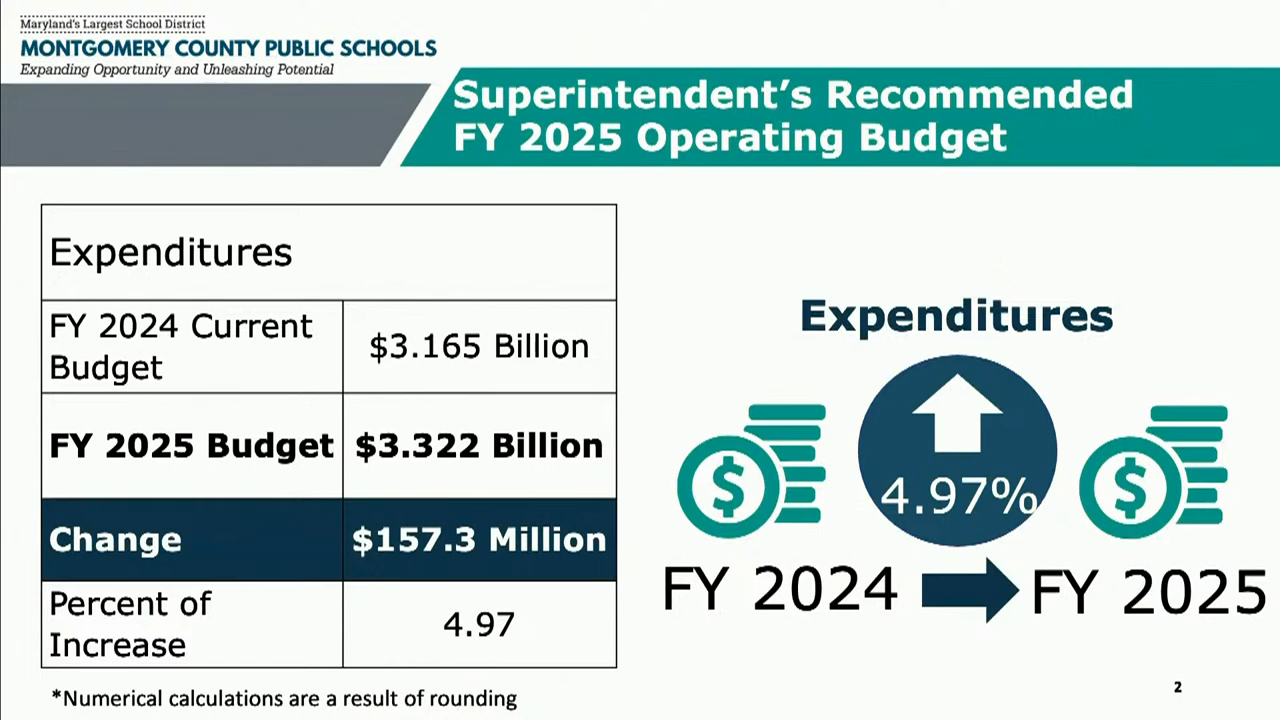 Maryland's Largest School District
MONTGOMERY COUNTY PUBLIC SCHOOLS
Expanding Opportunity and Unleashing Potential
Superintendent's Recommended
FY 2025 Operating Budget
Expenditures
FY 2024 Current
Budget
$3.165 Billion
FY 2025 Budget
$3.322 Billion
Change
$157.3 Million
Percent of
Increase
4.97
*Numerical calculations are a result of rounding
Expenditures
$
4.97%
$
FY 2024
FY 2025
2